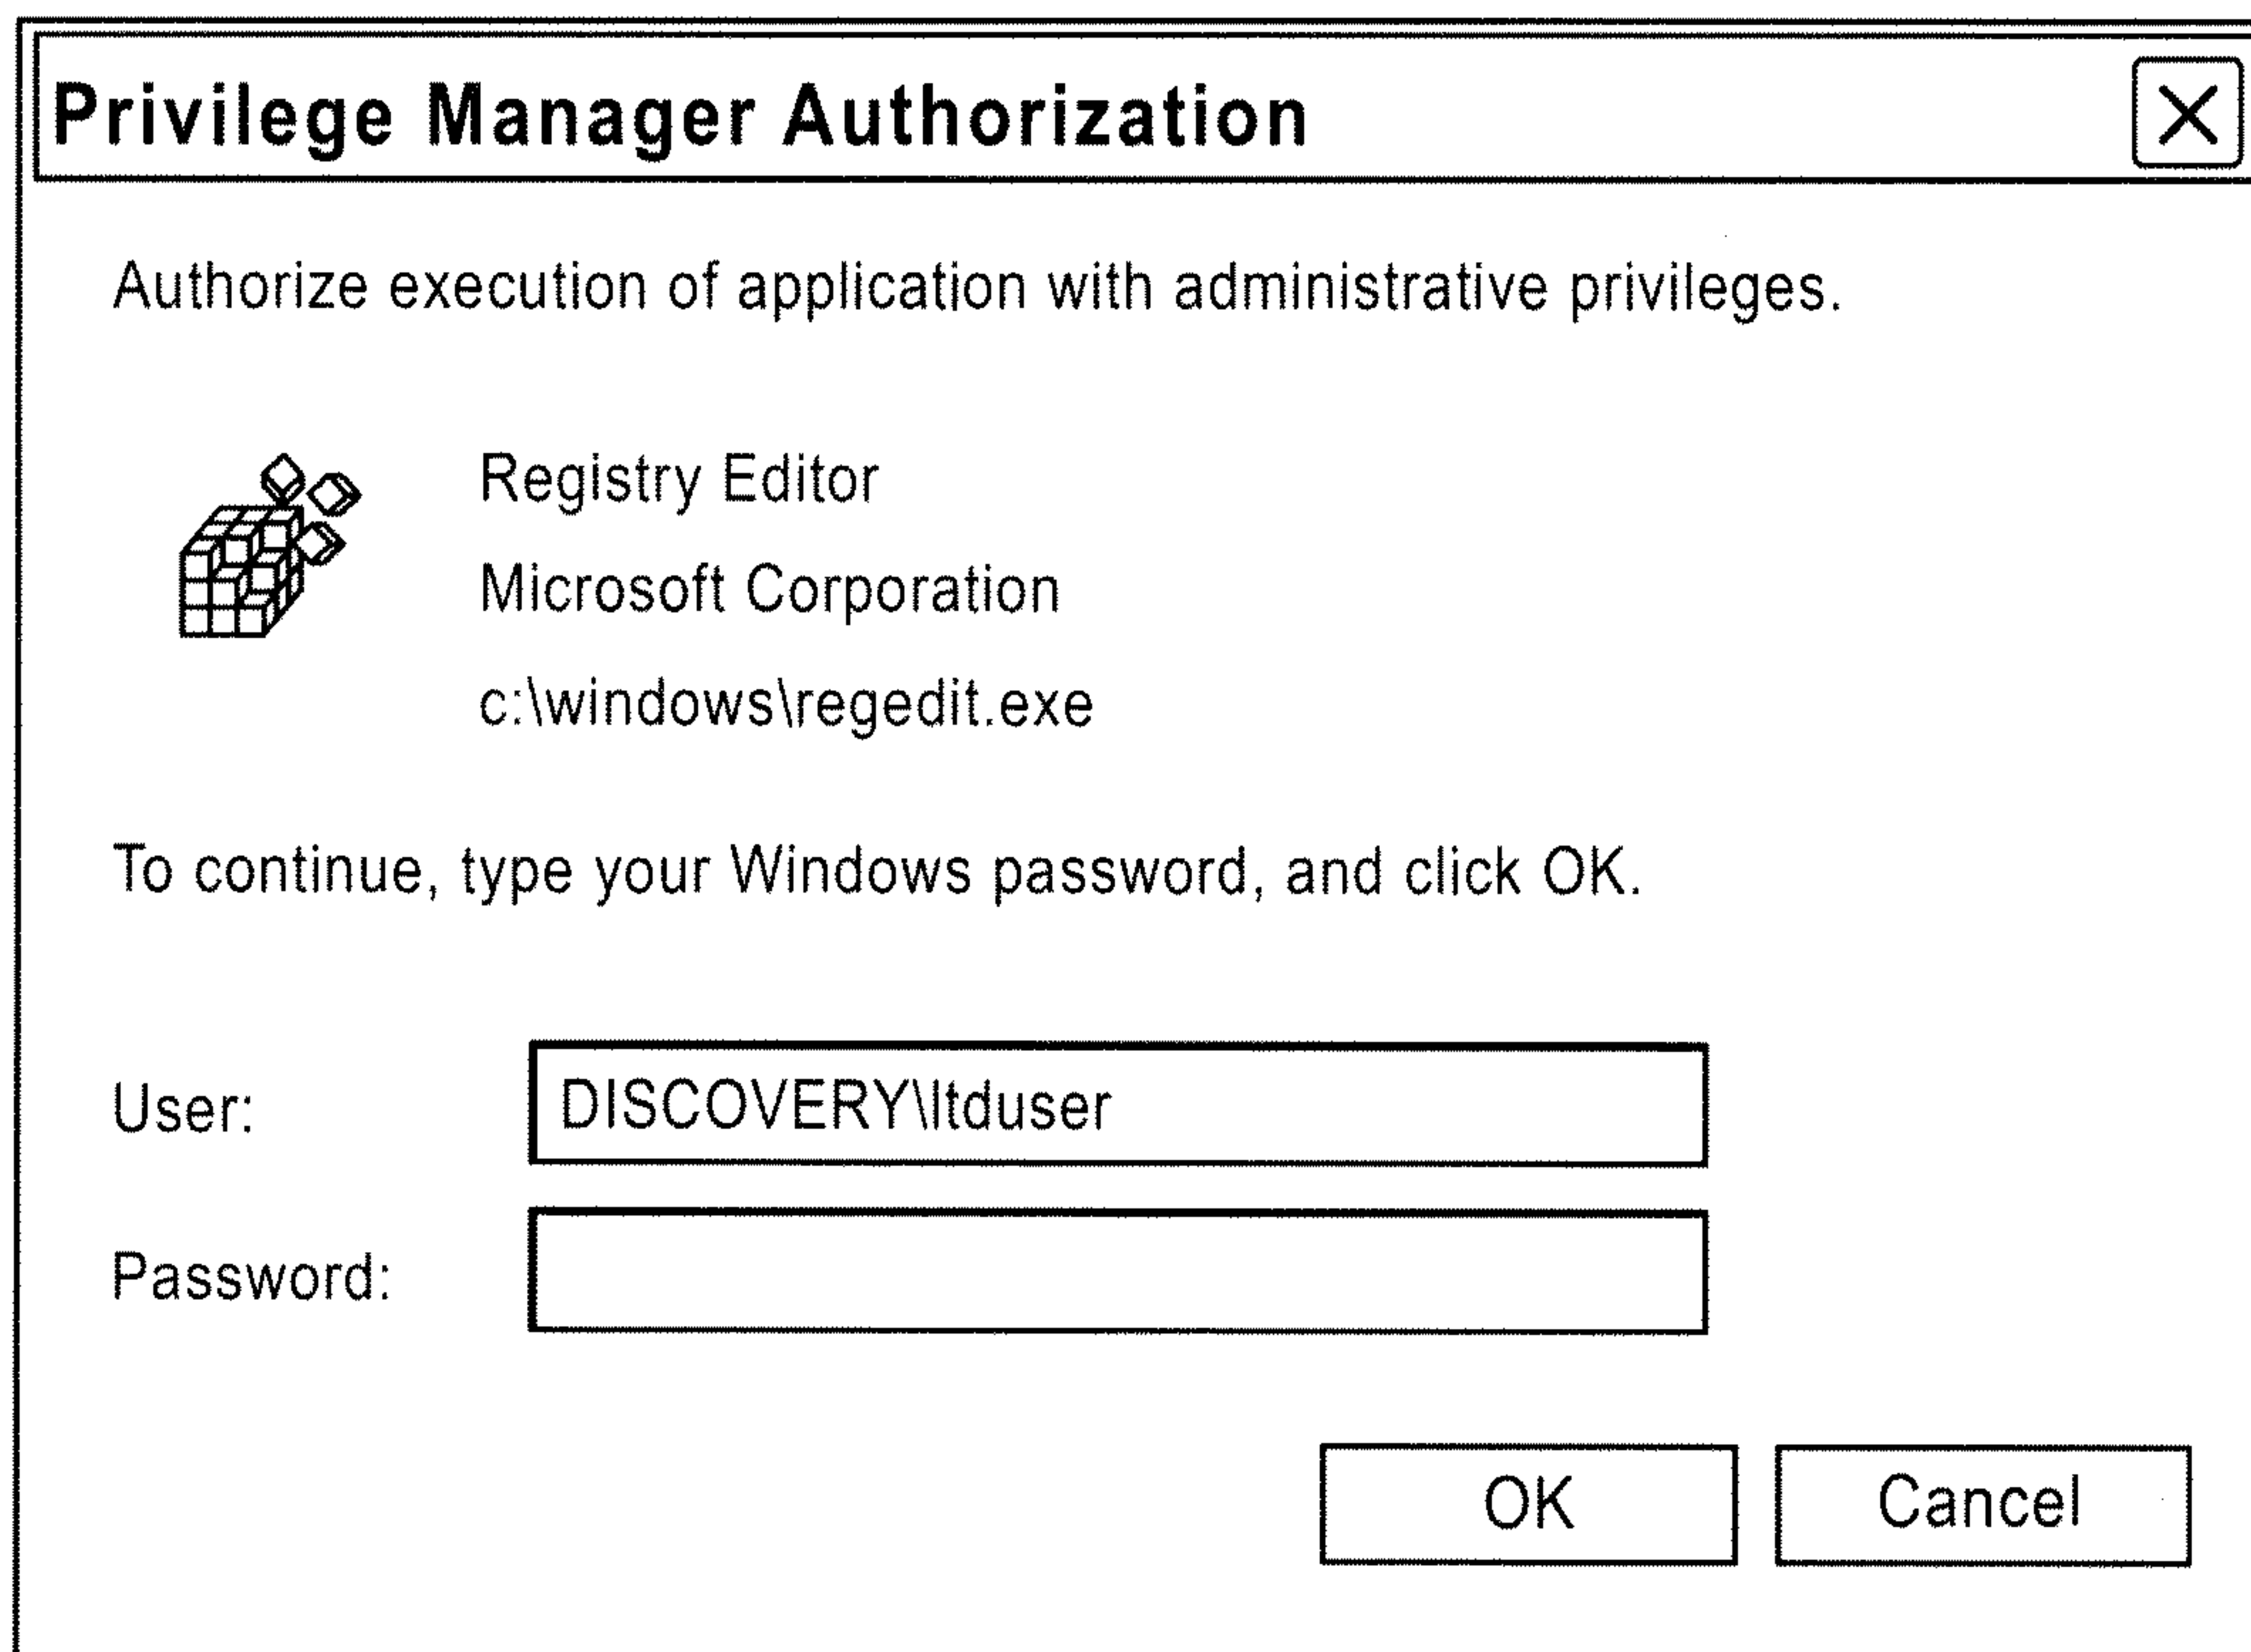 Privilege Manager Authorization
Authorize execution of application with administrative privileges.
Registry Editor
Microsoft Corporation
c:\windows\regedit.exe
To continue, type your Windows password, and click OK.
User: DISCOVERY\ltduser
Password:
OK Cancel